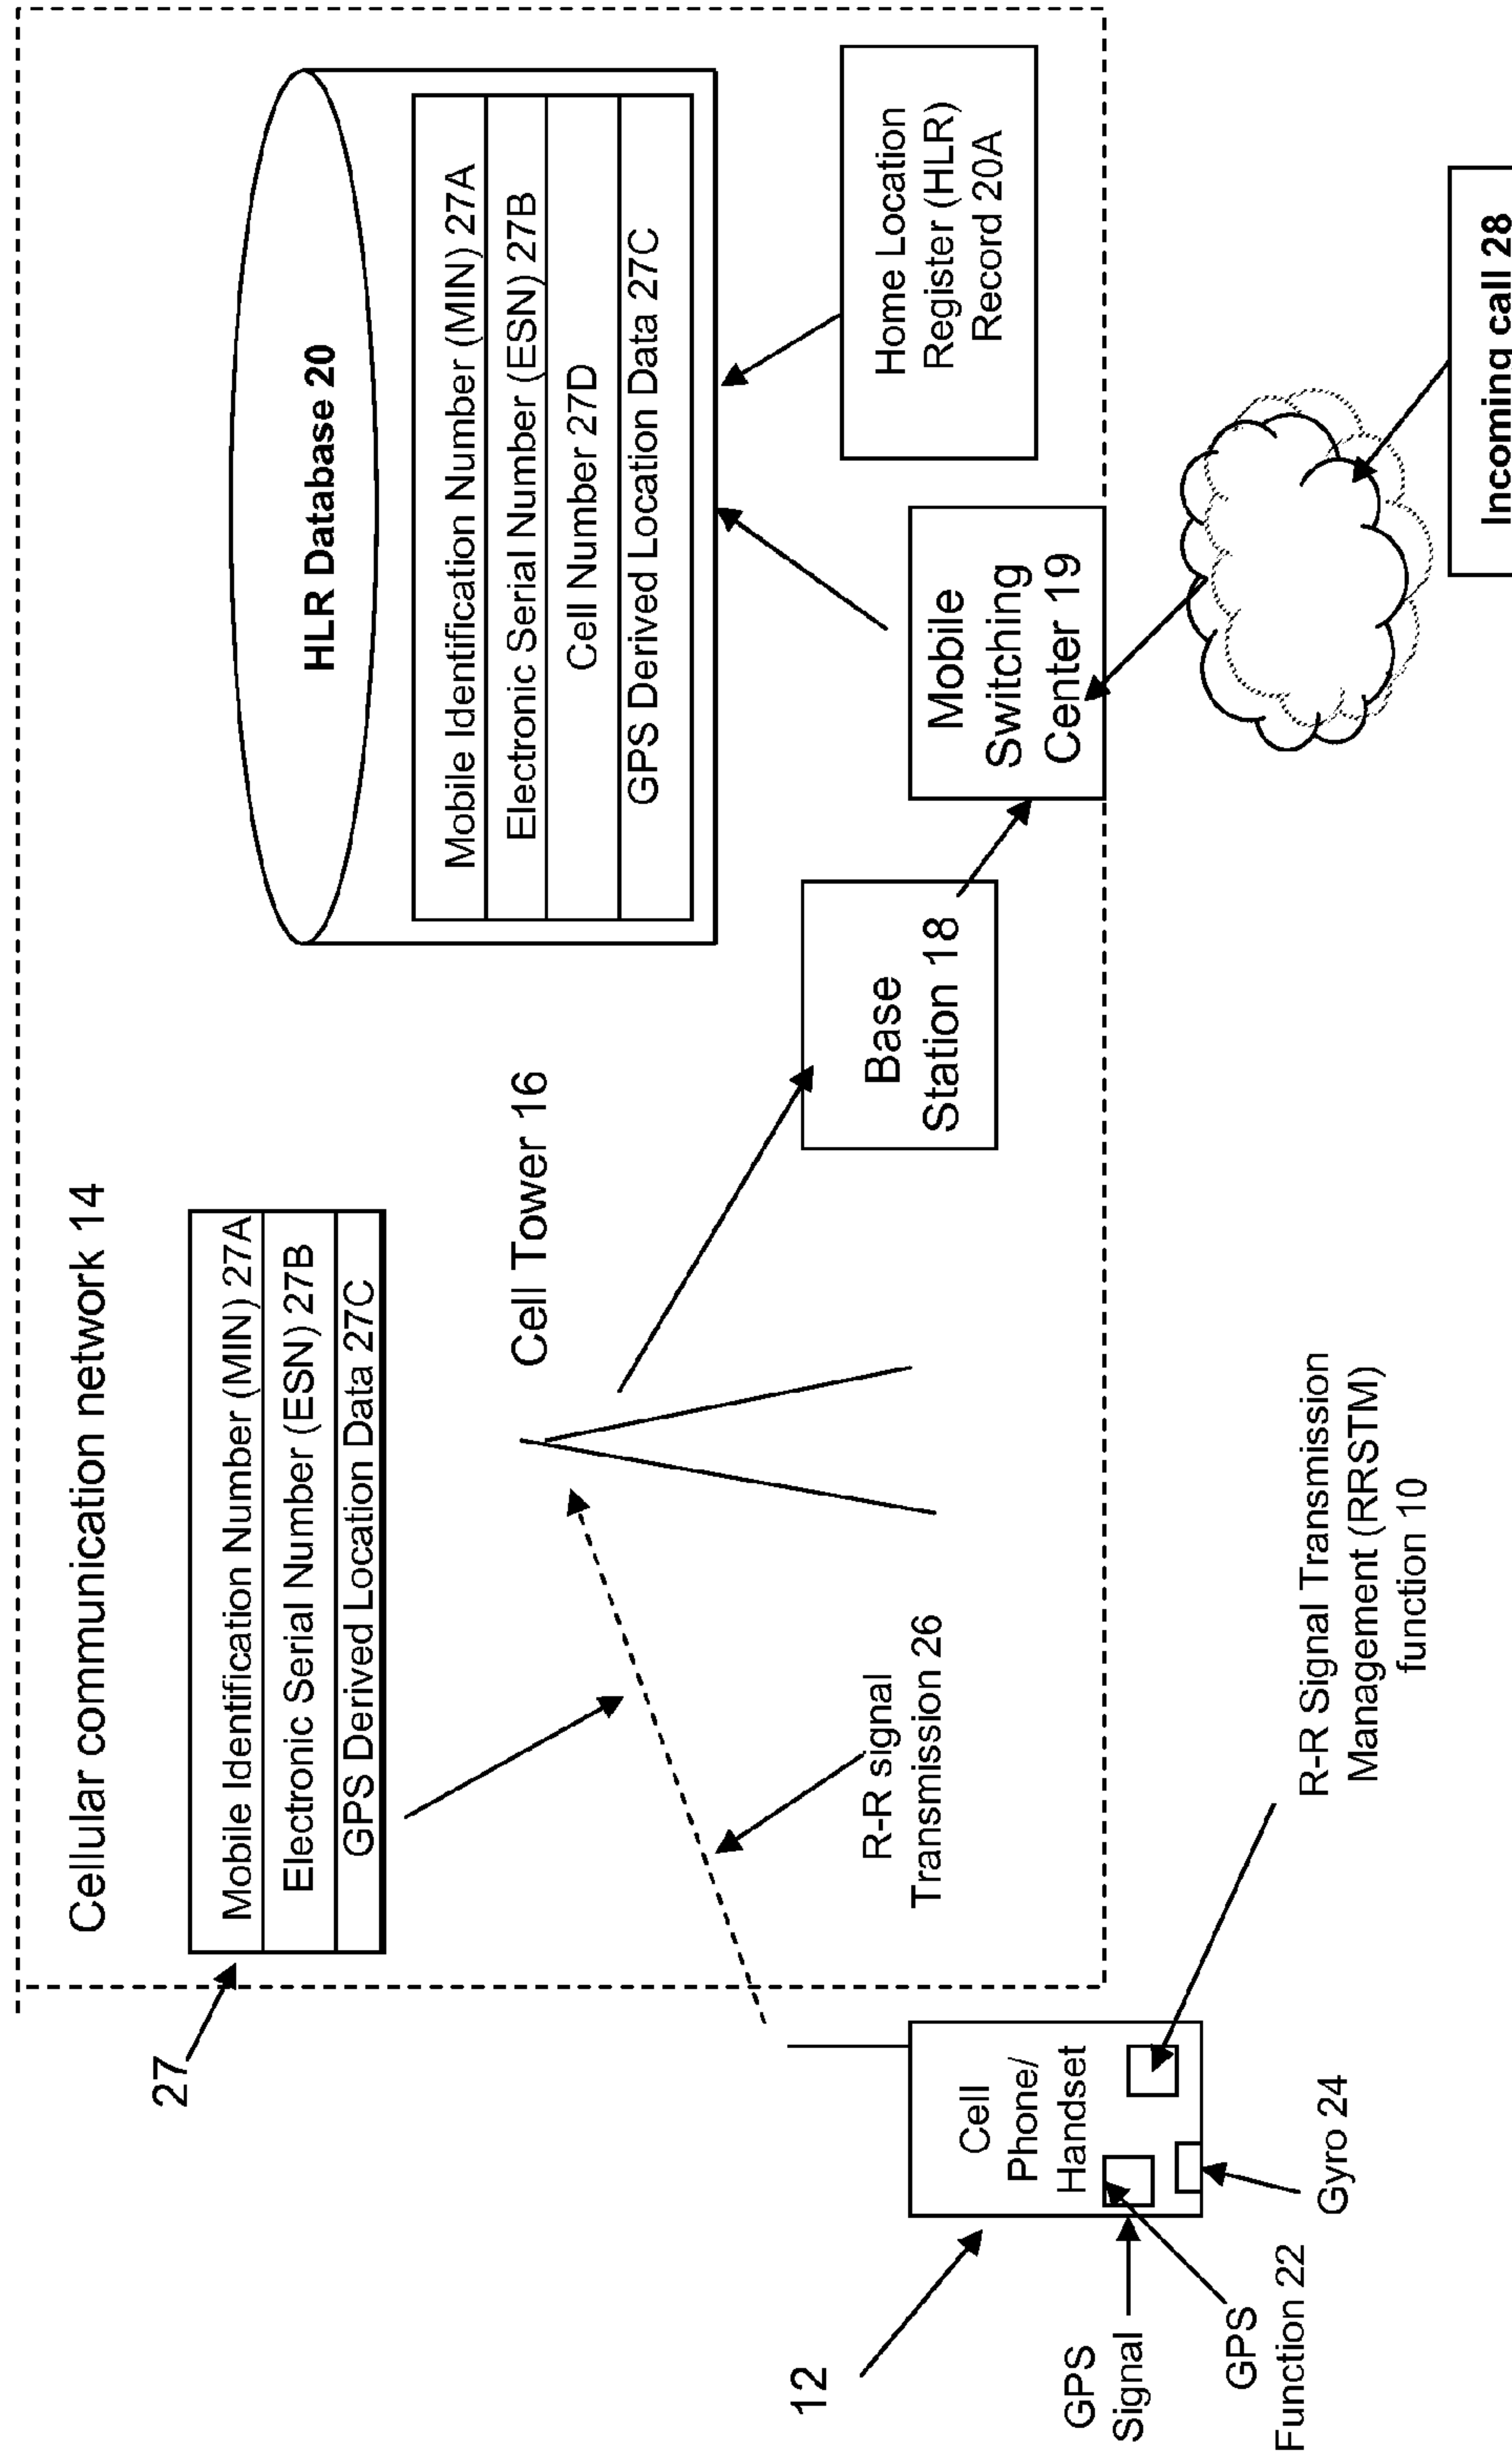 Cellular communication network 14
27
Mobile Identification Number (MIN) 27A
Electronic Serial Number (ESN) 27B
GPS Derived Location Data 27C
HLR Database 20
Mobile Identification Number (MIN) 27A
Electronic Serial Number (ESN) 27B
Cell Number 27D
GPS Derived Location Data 27C
Cell Tower 16
R-R signal
Transmission 26
Base
Station 18
Mobile
Switching
Center 19
Home Location
Register (HLR)
Record 20A
12
Cell
Phone/
Handset
GPS
Signal
GPS
Function 22
Gyro 24
R-R Signal Transmission
Management (RRSTM)
function 10
Incoming call 28